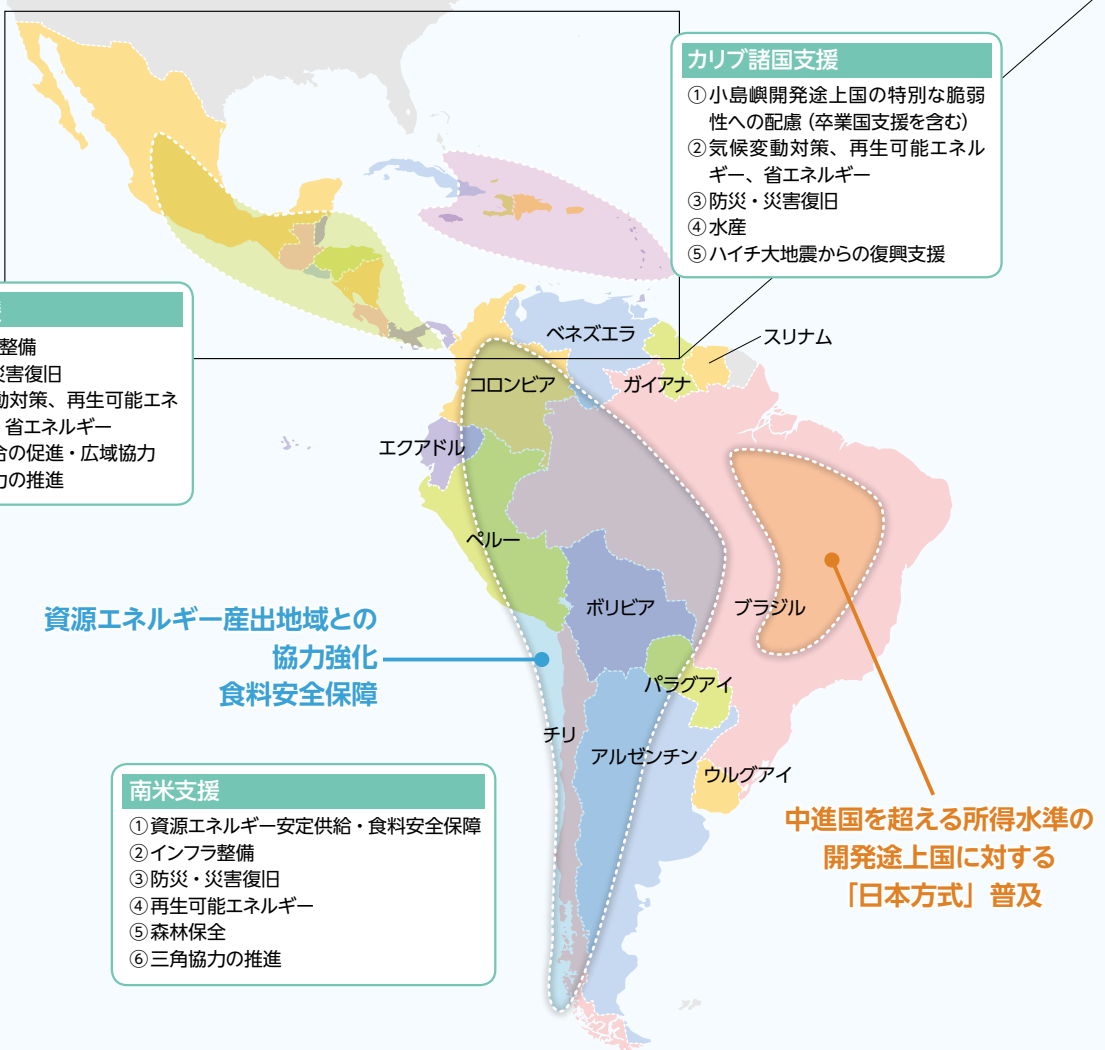 カリブ諸国支援
①小島嶼開発途上国の特別な脆弱
性への配慮（卒業国支援を含む）
②気候変動対策、再生可能エネル
ギー、省エネルギー
③防災・災害復旧
④水産
⑤ハイチ大地震からの復興支援
整備
災害復旧
動対策、再生可能エネ
、省エネルギー
合の促進・広域協力
力の推進
ベネズエラ
スリナム
コロンビア
ガイアナ
エクアドル
ペルー
ボリビア
ブラジル
パラグアイ
チリ
アルゼンチン
ウルグアイ
資源エネルギー産出地域との
協力強化
食料安全保障
南米支援
①資源エネルギー安定供給・食料安全保障
②インフラ整備
③防災・災害復旧
④再生可能エネルギー
⑤森林保全
⑥三角協力の推進
中進国を超える所得水準の
開発途上国に対する
「日本方式」普及